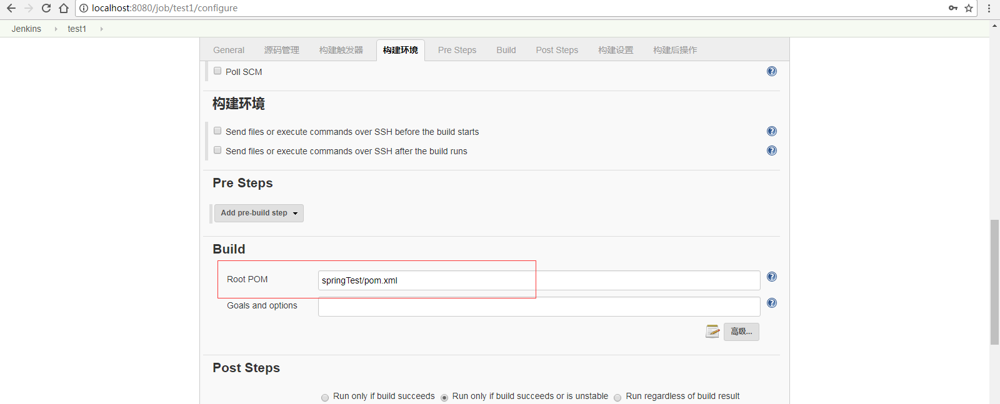 localhost:8080/job/test1/configure
Jenkins test1
General 源码管理 构建触发器 构建环境 Pre Steps Build Post Steps 构建设置 构建后操作
Poll SCM
构建环境
Send files or execute commands over SSH before the build starts
Send files or execute commands over SSH after the build runs
Pre Steps
Add pre-build step
Build
Root POM springTest/pom.xml
Goals and options
高级...
Post Steps
Run only if build succeeds Run only if build succeeds or is unstable Run regardless of build result